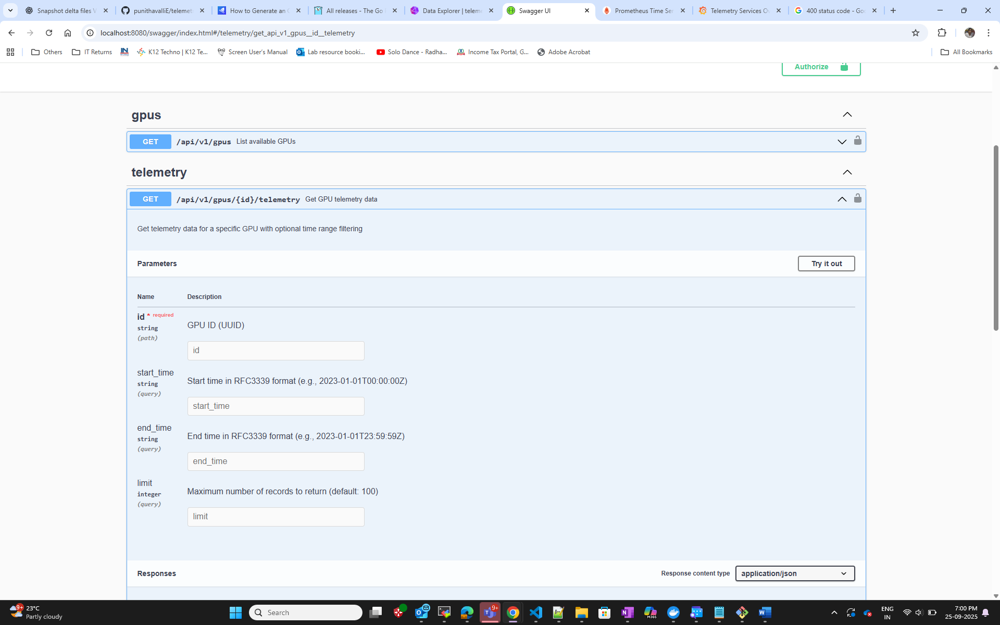 Snapshot delta files V
punithavalliE/telemet
How to Generate an
All releases - The Go
Data Explorer | teleme
Swagger UI
Prometheus Time Se
Telemetry Services O
400 status code - Go
localhost:8080/swagger/index.html#/telemetry/get_api_v1_gpus__id__telemetry
Others
IT Returns
K12 Techno | K12 Te...
Screen User's Manual
Lab resource booki...
Solo Dance - Radha...
Income Tax Portal, G...
Adobe Acrobat
All Bookmarks
Authorize
gpus
GET /api/v1/gpus List available GPUs
telemetry
GET /api/v1/gpus/{id}/telemetry Get GPU telemetry data
Get telemetry data for a specific GPU with optional time range filtering
Parameters
Try it out
Name Description
id * required
string
(path)
GPU ID (UUID)
id
start_time
string
(query)
Start time in RFC3339 format (e.g., 2023-01-01T00:00:00Z)
start_time
end_time
string
(query)
End time in RFC3339 format (e.g., 2023-01-01T23:59:59Z)
end_time
limit
integer
(query)
Maximum number of records to return (default: 100)
limit
Responses
Response content type
application/json
9+
23°C
Partly cloudy
Search
9+
M365
ENG
IN
7:00 PM
25-09-2025